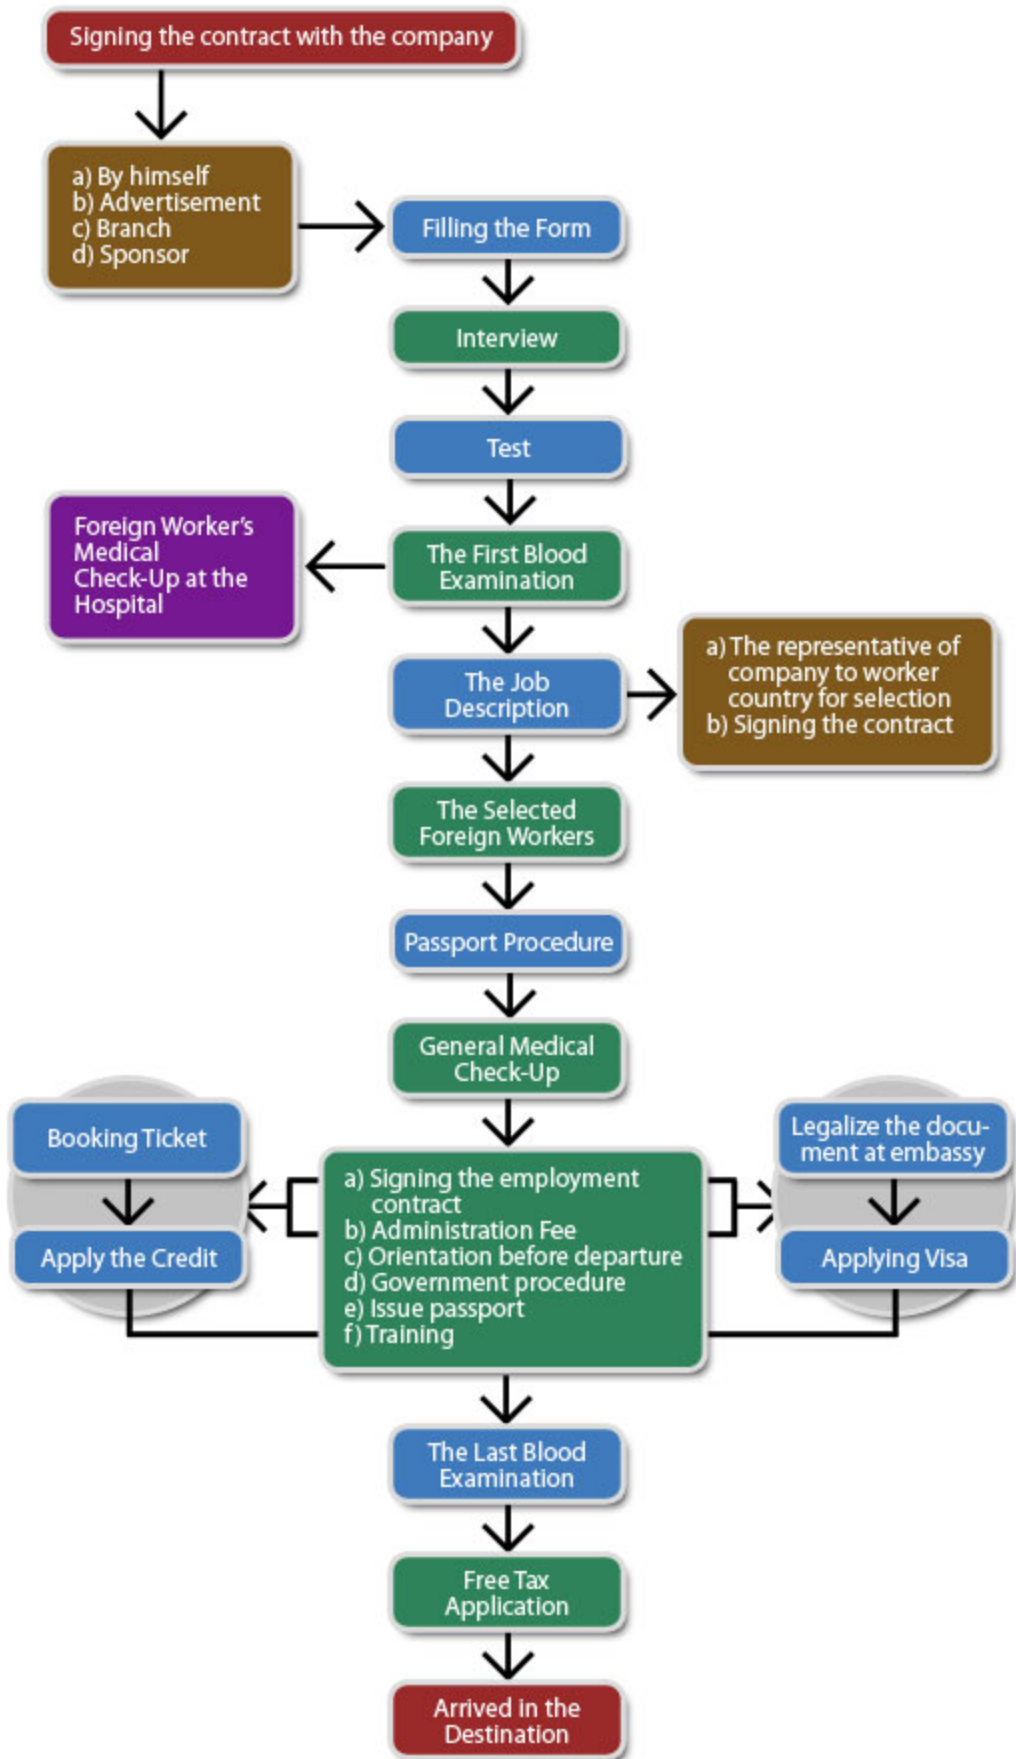 Signing the contract with the company
a) By himself
b) Advertisement
c) Branch
d) Sponsor
Filling the Form
Interview
Test
Foreign Worker's
Medical
Check-Up at the
Hospital
The First Blood
Examination
The Job
Description
a) The representative of
company to worker
country for selection
b) Signing the contract
The Selected
Foreign Workers
Passport Procedure
General Medical
Check-Up
Booking Ticket
Apply the Credit
a) Signing the employment
contract
b) Administration Fee
c) Orientation before departure
d) Government procedure
e) Issue passport
f) Training
Legalize the docu-
ment at embassy
Applying Visa
The Last Blood
Examination
Free Tax
Application
Arrived in the
Destination